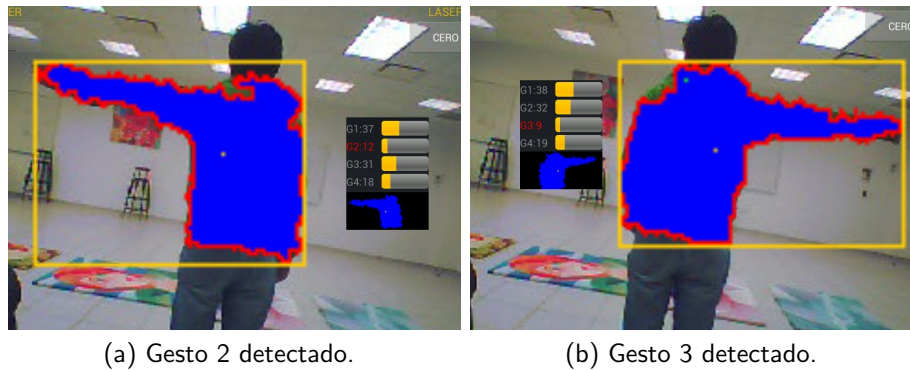 ER
LASER
CERO
G1:37
G2:12
G3:31
G4:18
CERO
G1:38
G2:32
G3:9
G4:19
(a) Gesto 2 detectado.
(b) Gesto 3 detectado.